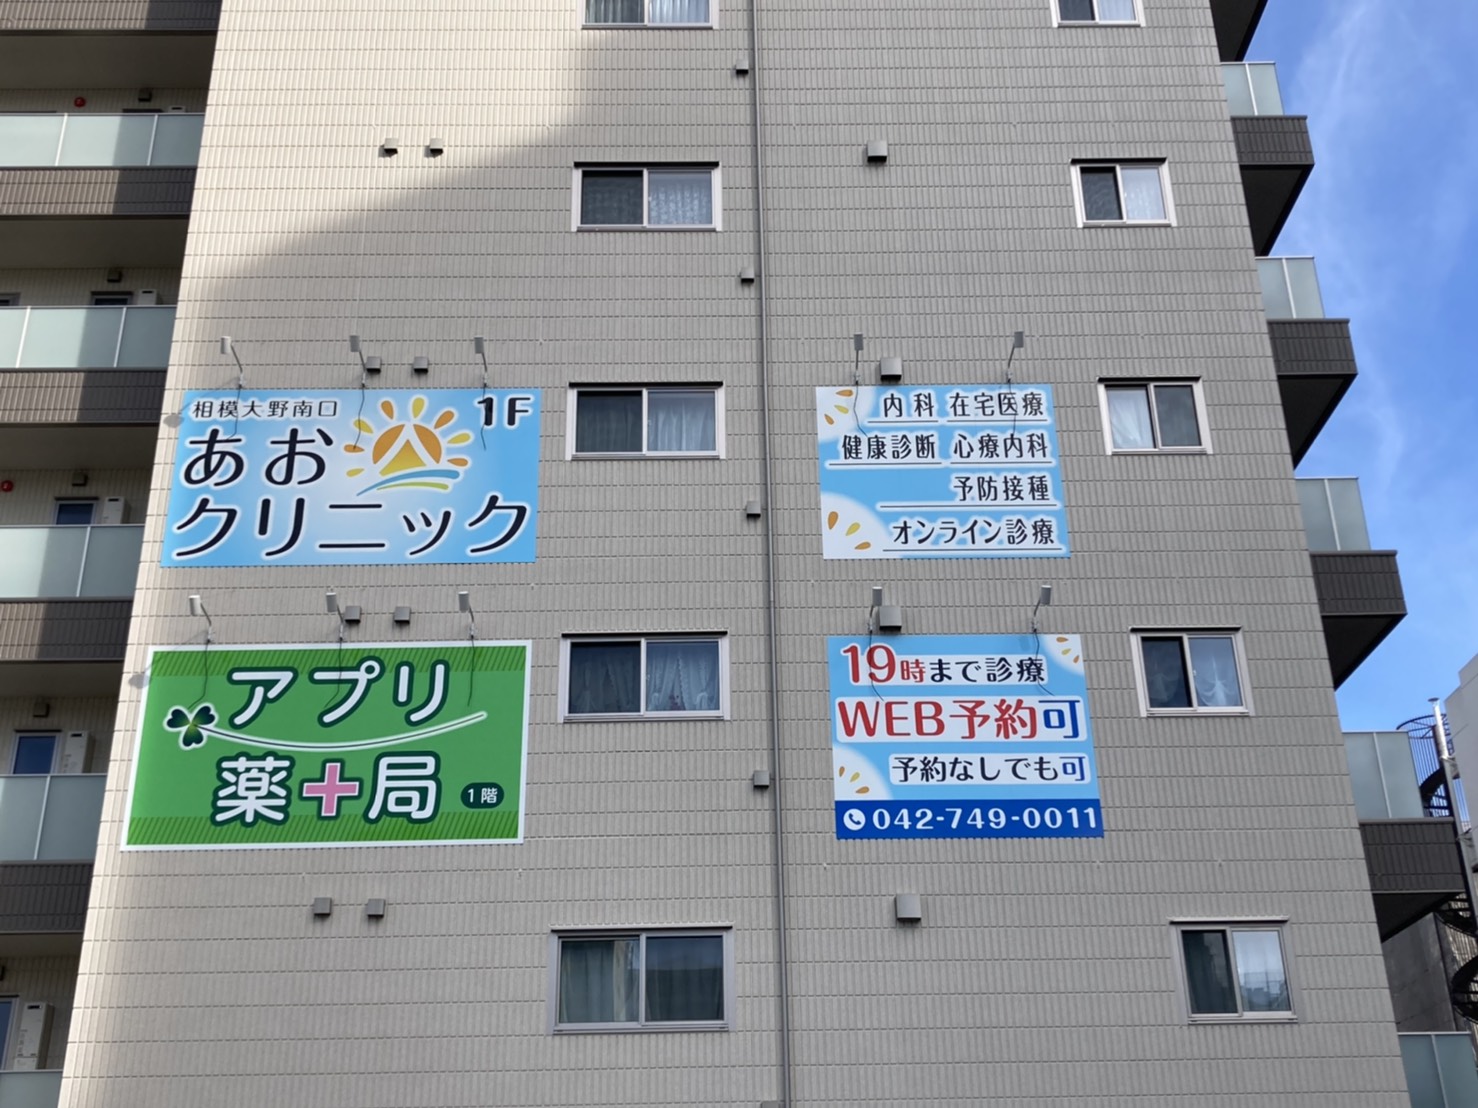 相模大野南口
1F
あお
クリニック
内科 在宅医療
健康診断 心療内科
予防接種
オンライン診療
アプリ
薬局
1階
19時まで診療
WEB予約可
予約なしでも可
042-749-0011